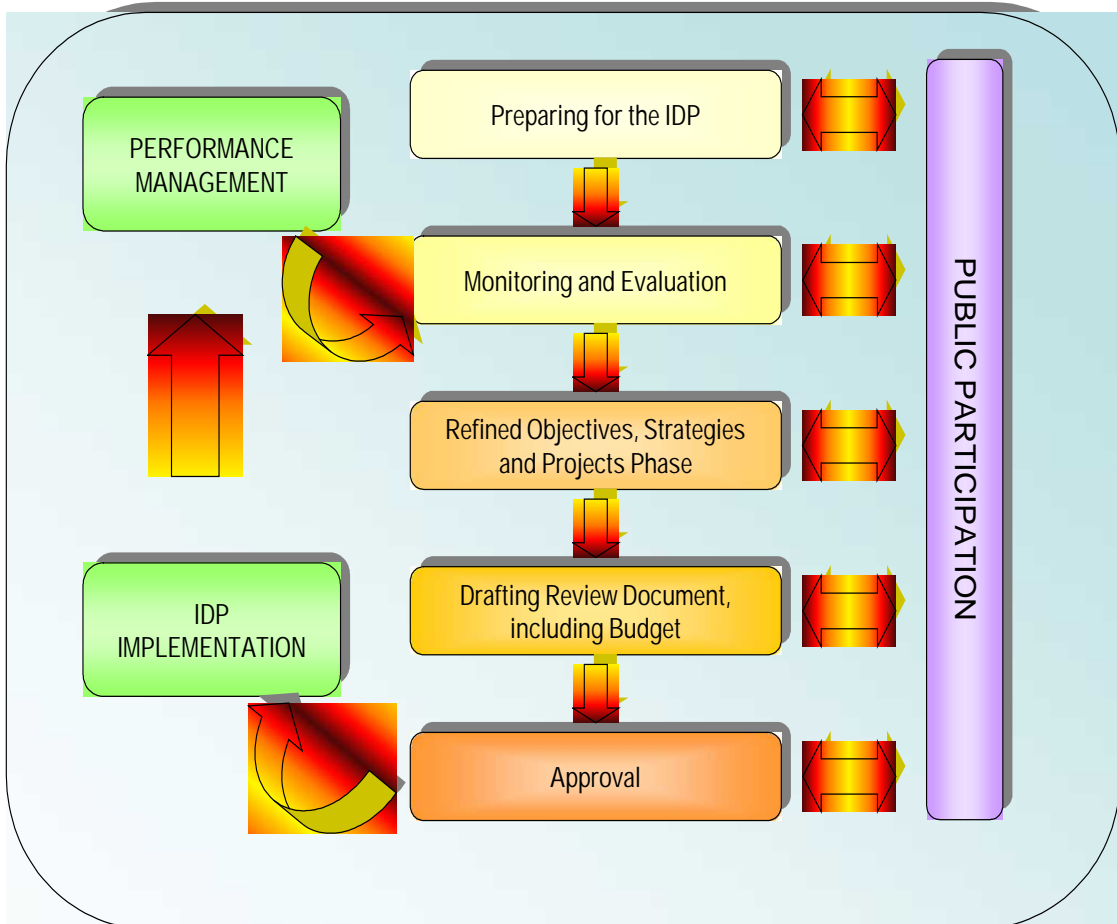 Preparing for the IDP
PERFORMANCE
MANAGEMENT
Monitoring and Evaluation
Refined Objectives, Strategies
and Projects Phase
IDP
IMPLEMENTATION
Drafting Review Document,
including Budget
Approval
PUBLIC PARTICIPATION